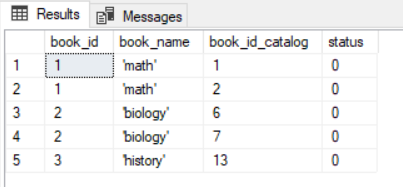 Results Messages
book_id book_name book_id_catalog status
1 1 'math' 1 0
2 1 'math' 2 0
3 2 'biology' 6 0
4 2 'biology' 7 0
5 3 'history' 13 0